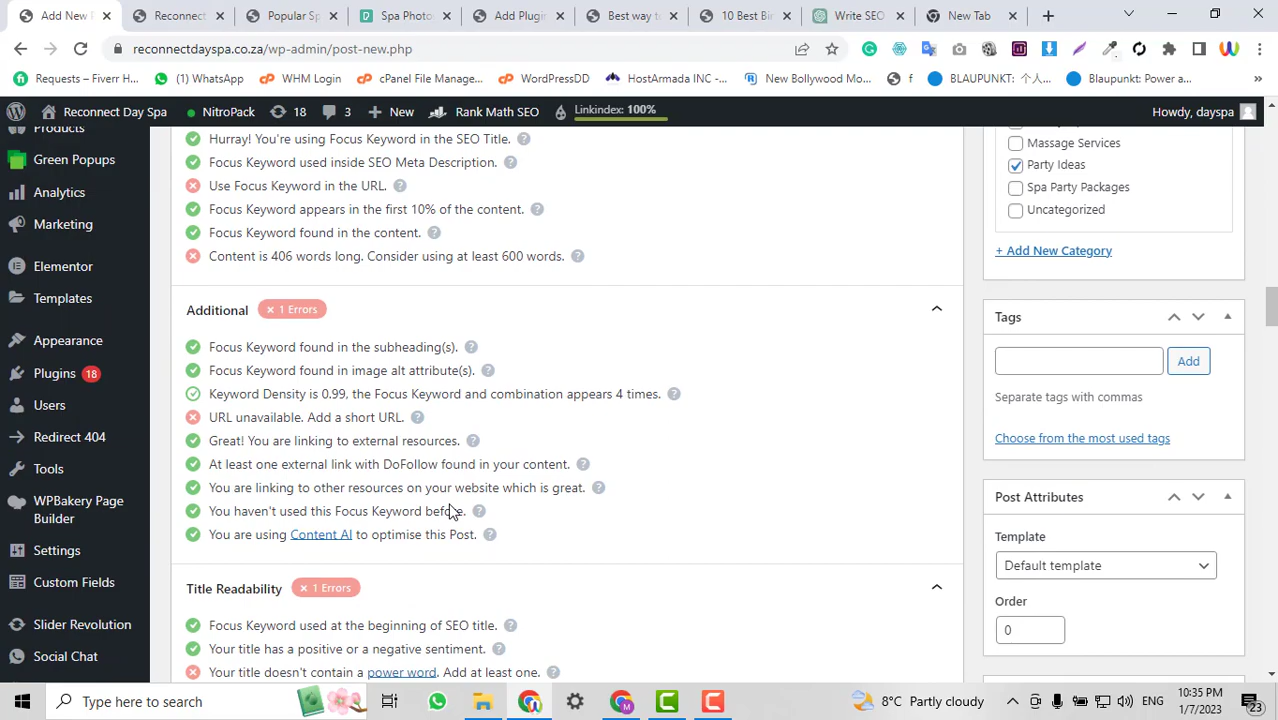 Add New P
Reconnect
Popular Sp
Spa Photo
Add Plugin
Best way to
10 Best Bir
Write SEO
New Tab
reconnectdayspa.co.za/wp-admin/post-new.php
Requests – Fiverr H...
(1) WhatsApp
WHM Login
cPanel File Manage...
WordPressDD
HostArmada INC -...
New Bollywood Mo...
f
BLAUPUNKT: 个人...
Blaupunkt: Power a...
Reconnect Day Spa
NitroPack
18
3
New
Rank Math SEO
Linkindex: 100%
Howdy, dayspa
Products
Green Popups
Analytics
Marketing
Elementor
Templates
Appearance
Plugins 18
Users
Redirect 404
Tools
WPBakery Page
Builder
Settings
Custom Fields
Slider Revolution
Social Chat
Hurray! You're using Focus Keyword in the SEO Title.
Focus Keyword used inside SEO Meta Description.
Use Focus Keyword in the URL.
Focus Keyword appears in the first 10% of the content.
Focus Keyword found in the content.
Content is 406 words long. Consider using at least 600 words.
Additional × 1 Errors
Focus Keyword found in the subheading(s).
Focus Keyword found in image alt attribute(s).
Keyword Density is 0.99, the Focus Keyword and combination appears 4 times.
URL unavailable. Add a short URL.
Great! You are linking to external resources.
At least one external link with DoFollow found in your content.
You are linking to other resources on your website which is great.
You haven't used this Focus Keyword before.
You are using Content AI to optimise this Post.
Title Readability × 1 Errors
Focus Keyword used at the beginning of SEO title.
Your title has a positive or a negative sentiment.
Your title doesn't contain a power word. Add at least one.
Massage Services
Party Ideas
Spa Party Packages
Uncategorized
+ Add New Category
Tags
Add
Separate tags with commas
Choose from the most used tags
Post Attributes
Template
Default template
Order
0
Type here to search
8°C Partly cloudy
10:35 PM
1/7/2023
23